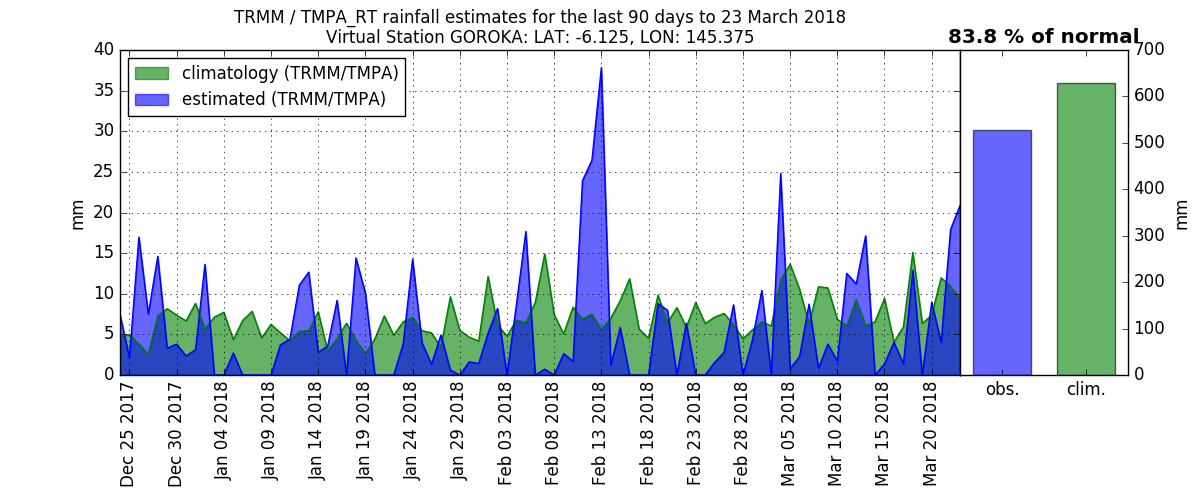 TRMM / TMPA_RT rainfall estimates for the last 90 days to 23 March 2018
Virtual Station GOROKA: LAT: -6.125, LON: 145.375
83.8 % of normal
climatology (TRMM/TMPA)
estimated (TRMM/TMPA)
mm
40
35
30
25
20
15
10
5
0
700
600
500
400
300
200
100
0
mm
Dec 25 2017
Dec 30 2017
Jan 04 2018
Jan 09 2018
Jan 14 2018
Jan 19 2018
Jan 24 2018
Jan 29 2018
Feb 03 2018
Feb 08 2018
Feb 13 2018
Feb 18 2018
Feb 23 2018
Feb 28 2018
Mar 05 2018
Mar 10 2018
Mar 15 2018
Mar 20 2018
obs.
clim.